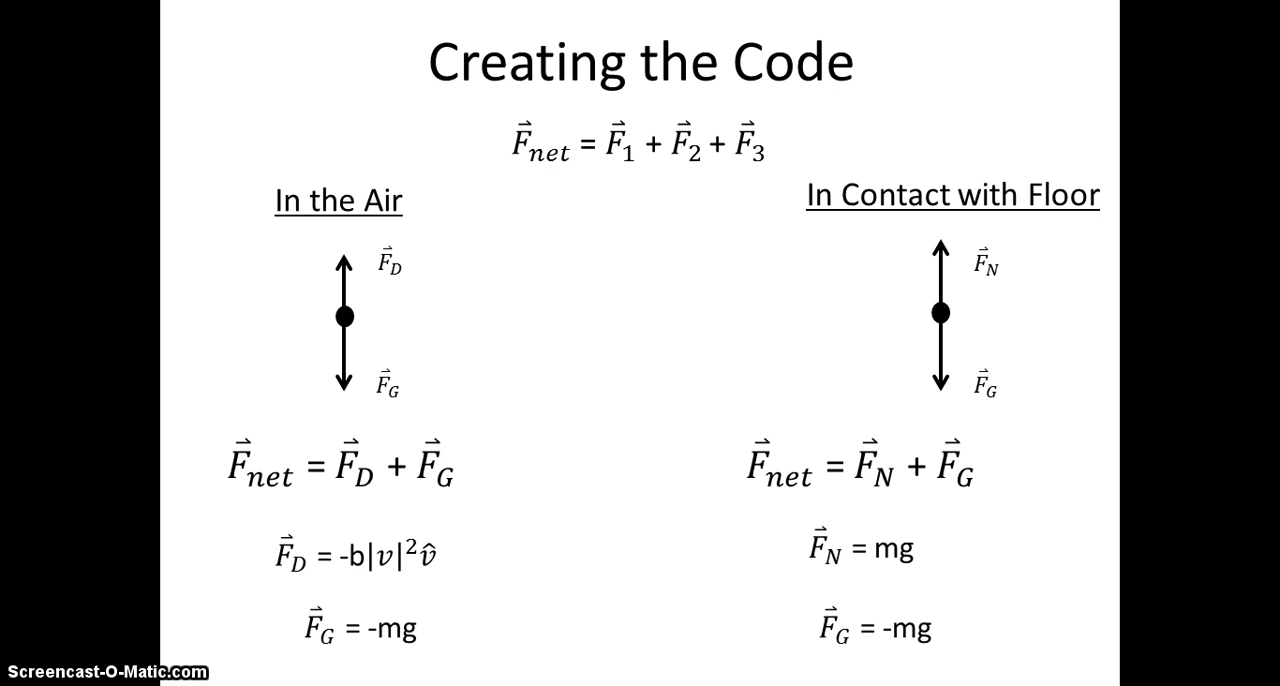 Creating the Code
F⃗net = F⃗1 + F⃗2 + F⃗3
In the Air
F⃗D
F⃗G
F⃗net = F⃗D + F⃗G
F⃗D = -b|v|²v̂
F⃗G = -mg
In Contact with Floor
F⃗N
F⃗G
F⃗net = F⃗N + F⃗G
F⃗N = mg
F⃗G = -mg
Screencast-O-Matic.com